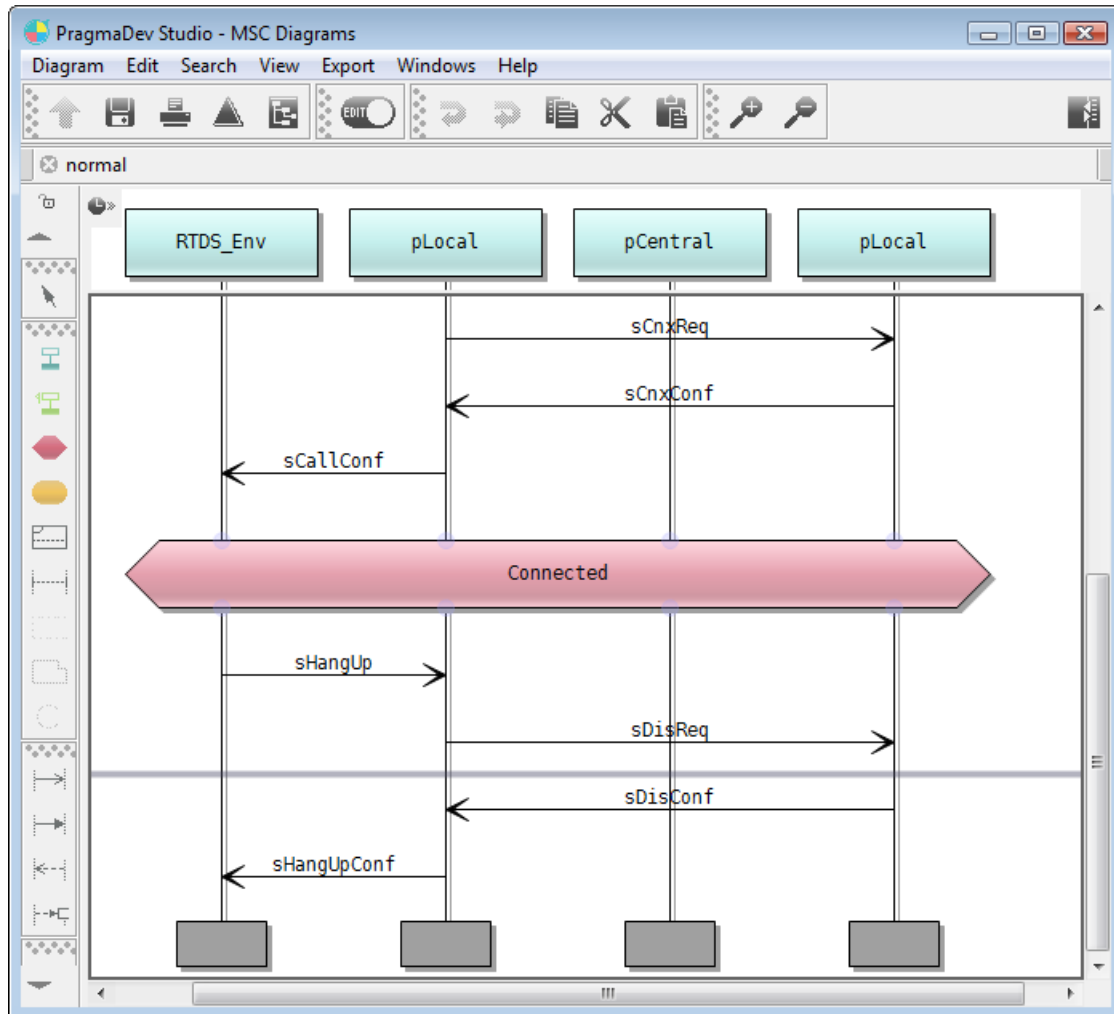 PragmaDev Studio - MSC Diagrams
Diagram Edit Search View Export Windows Help
EDIT
normal
RTDS_Env pLocal pCentral pLocal
sCnxReq
sCnxConf
sCallConf
Connected
sHangUp
sDisReq
sDisConf
sHangUpConf